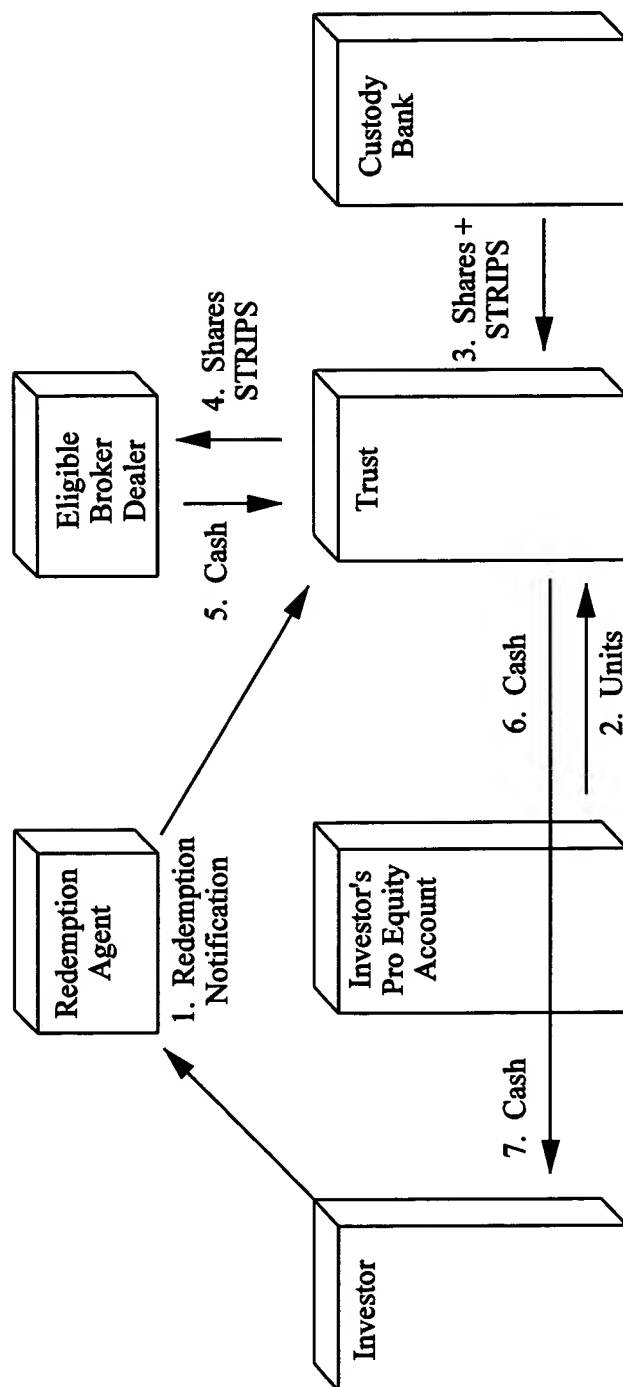 Redemption
Agent
Eligible
Broker
Dealer
1. Redemption
Notification
5. Cash
4. Shares
STRIPS
Investor
7. Cash
Investor's
Pro Equity
Account
6. Cash
2. Units
Trust
3. Shares +
STRIPS
Custody
Bank